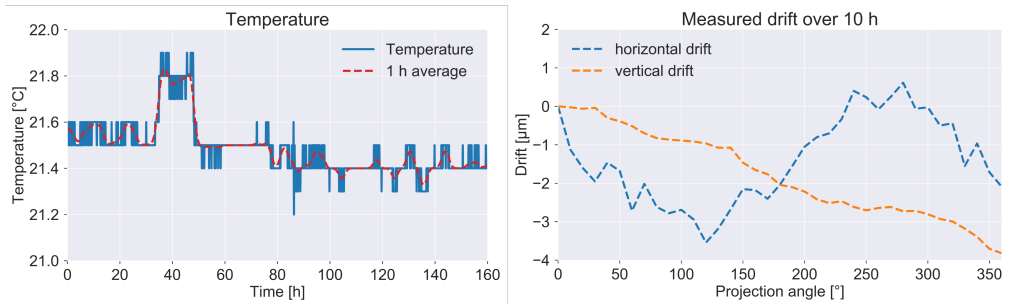 Temperature
22.0
21.8
21.6
21.4
21.2
21.0
Temperature [°C]
Temperature
1 h average
0 20 40 60 80 100 120 140 160
Time [h]
Measured drift over 10 h
2
1
0
−1
−2
−3
−4
Drift [μm]
horizontal drift
vertical drift
0 50 100 150 200 250 300 350
Projection angle [°]